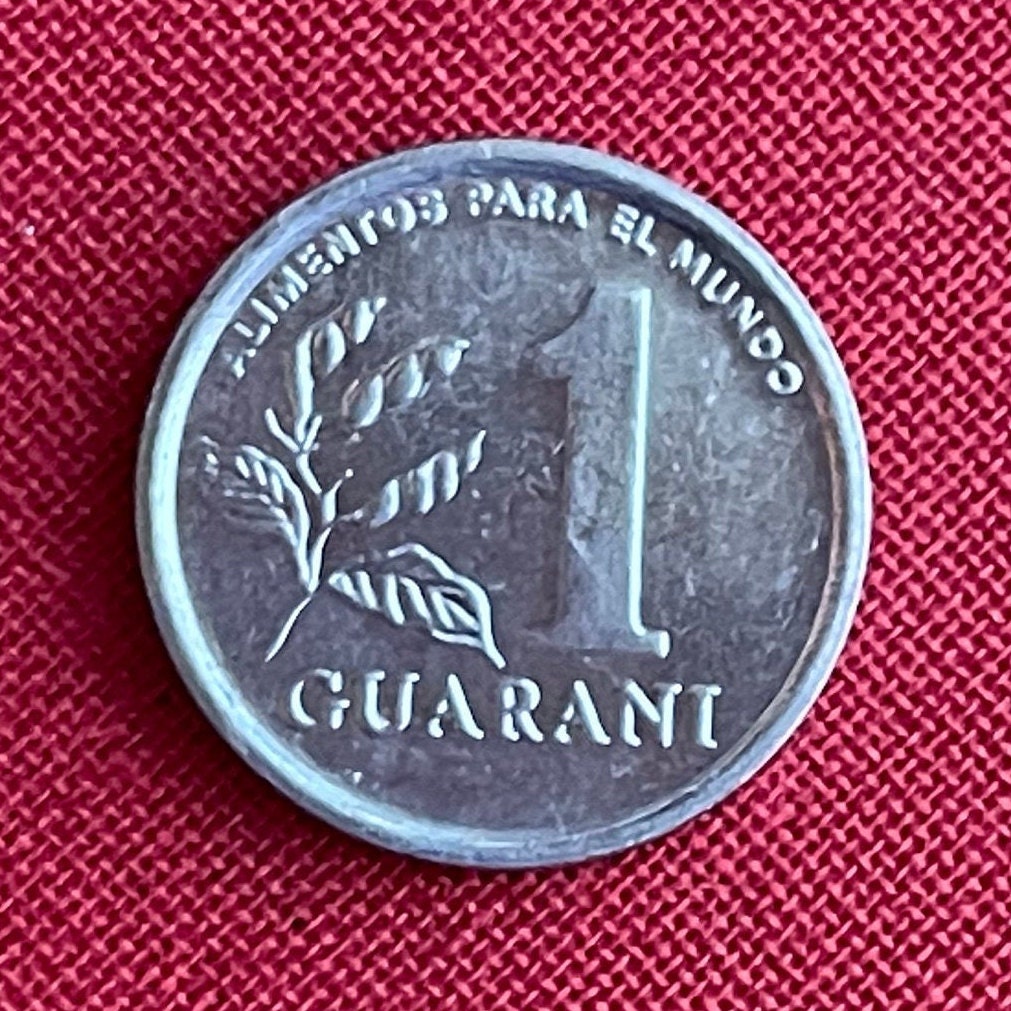 ALIMENTOS PARA EL MUNDO
1
GUARANI